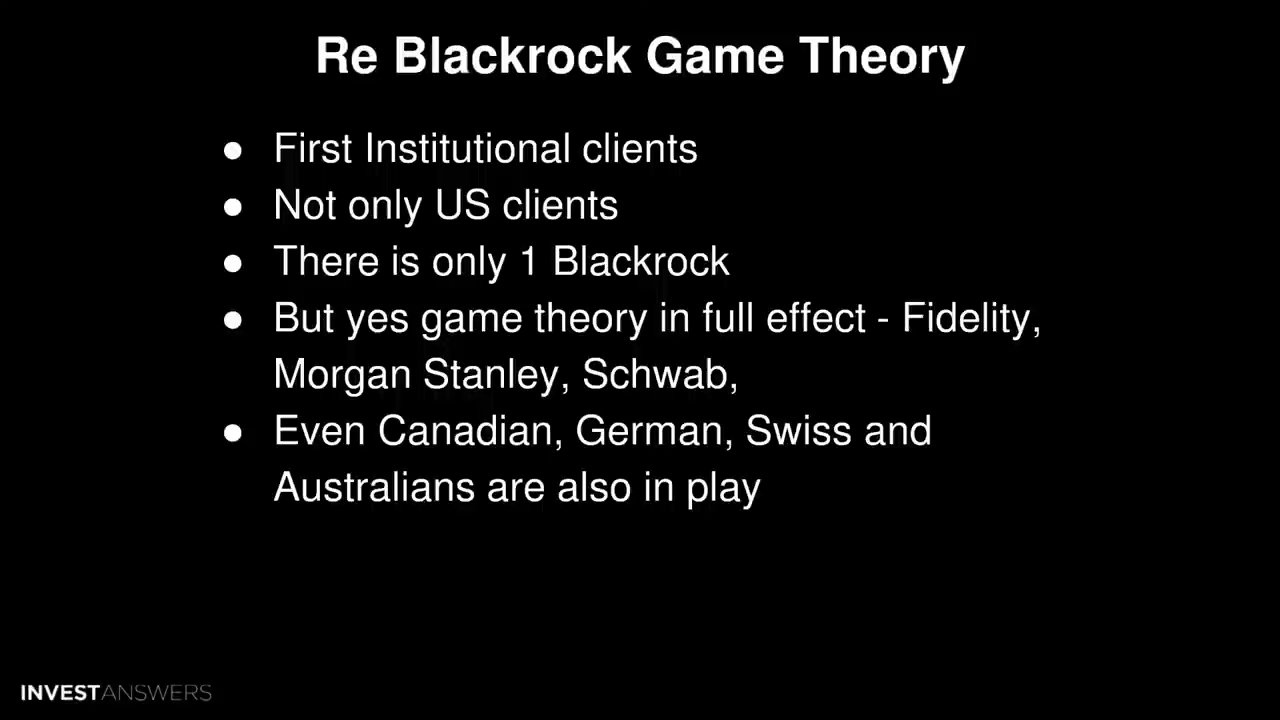 Re Blackrock Game Theory
● First Institutional clients
● Not only US clients
● There is only 1 Blackrock
● But yes game theory in full effect - Fidelity,
Morgan Stanley, Schwab,
● Even Canadian, German, Swiss and
Australians are also in play
INVESTANSWERS